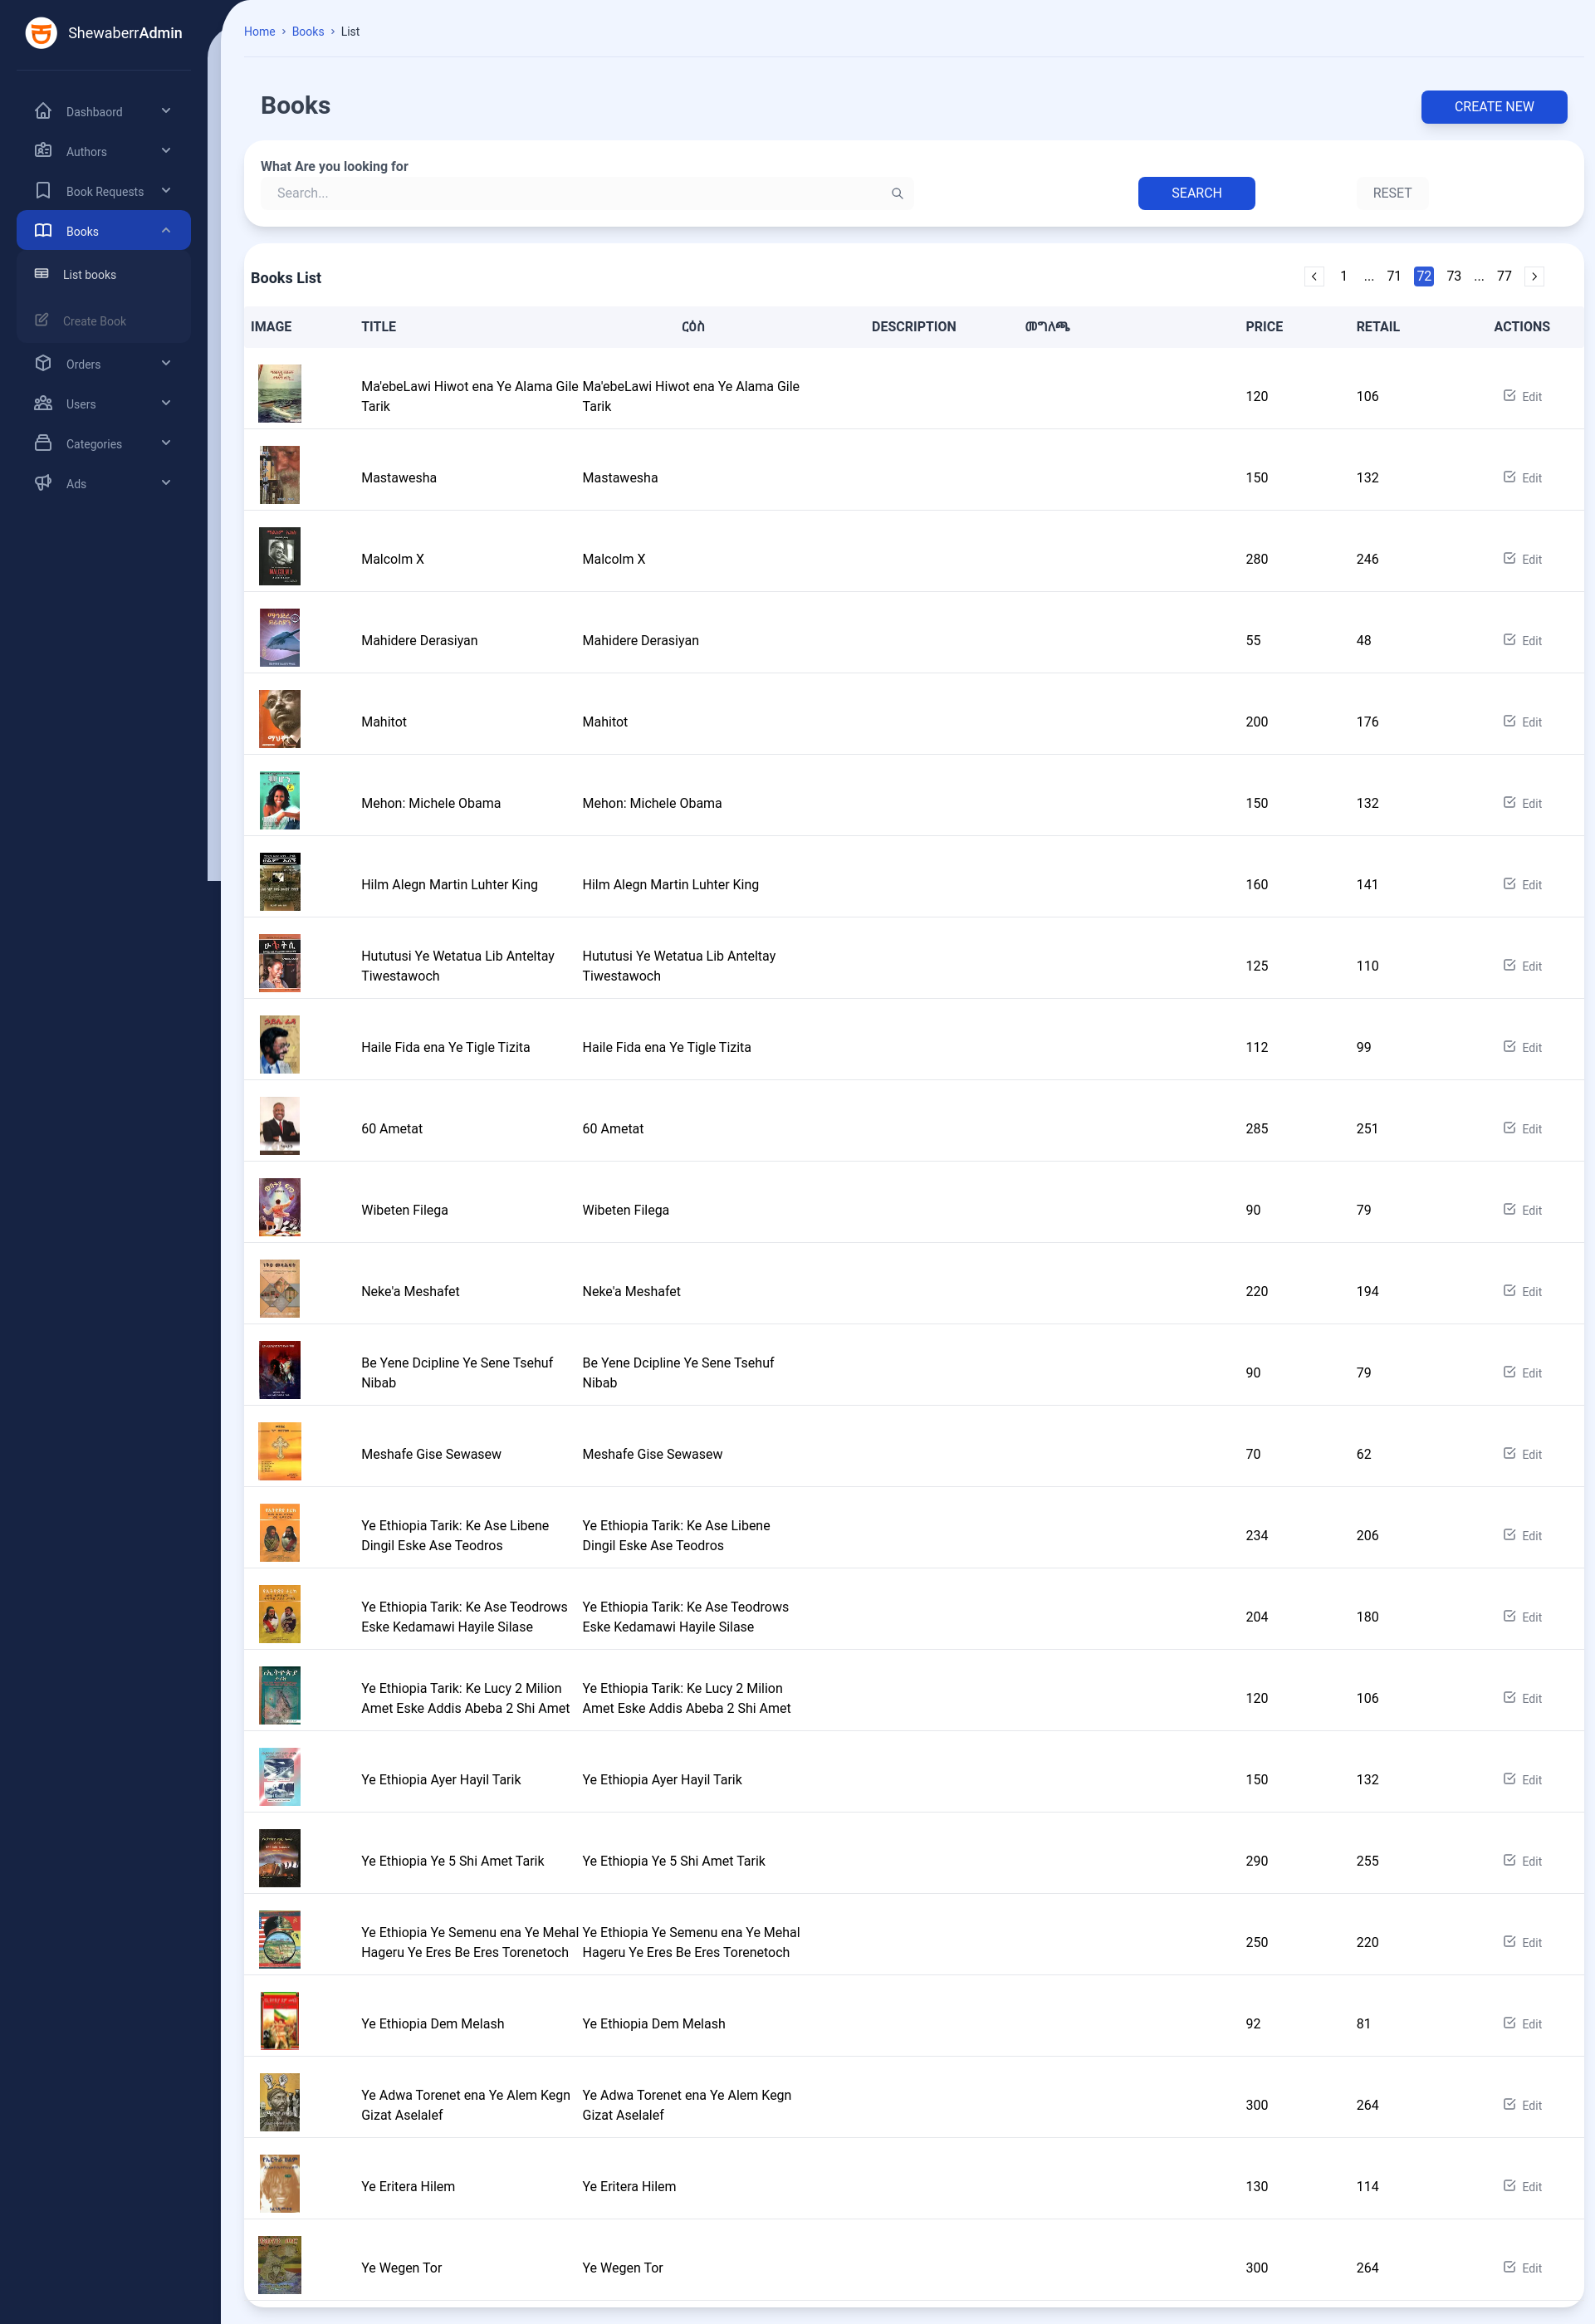 ShewaberrAdmin
Dashbaord
Authors
Book Requests
Books
List books
Create Book
Orders
Users
Categories
Ads
Home > Books > List
Books
CREATE NEW
What Are you looking for
Search...
SEARCH
RESET
Books List
1 ... 71 72 73 ... 77
IMAGE TITLE ርዕስ DESCRIPTION መግለጫ PRICE RETAIL ACTIONS
Ma'ebeLawi Hiwot ena Ye Alama Gile Ma'ebeLawi Hiwot ena Ye Alama Gile
Tarik Tarik
120 106 Edit
Mastawesha Mastawesha 150 132 Edit
Malcolm X Malcolm X 280 246 Edit
Mahidere Derasiyan Mahidere Derasiyan 55 48 Edit
Mahitot Mahitot 200 176 Edit
Mehon: Michele Obama Mehon: Michele Obama 150 132 Edit
Hilm Alegn Martin Luhter King Hilm Alegn Martin Luhter King 160 141 Edit
Hututusi Ye Wetatua Lib Anteltay Hututusi Ye Wetatua Lib Anteltay
Tiwestawoch Tiwestawoch
125 110 Edit
Haile Fida ena Ye Tigle Tizita Haile Fida ena Ye Tigle Tizita 112 99 Edit
60 Ametat 60 Ametat 285 251 Edit
Wibeten Filega Wibeten Filega 90 79 Edit
Neke'a Meshafet Neke'a Meshafet 220 194 Edit
Be Yene Dcipline Ye Sene Tsehuf Be Yene Dcipline Ye Sene Tsehuf
Nibab Nibab
90 79 Edit
Meshafe Gise Sewasew Meshafe Gise Sewasew 70 62 Edit
Ye Ethiopia Tarik: Ke Ase Libene Ye Ethiopia Tarik: Ke Ase Libene
Dingil Eske Ase Teodros Dingil Eske Ase Teodros
234 206 Edit
Ye Ethiopia Tarik: Ke Ase Teodrows Ye Ethiopia Tarik: Ke Ase Teodrows
Eske Kedamawi Hayile Silase Eske Kedamawi Hayile Silase
204 180 Edit
Ye Ethiopia Tarik: Ke Lucy 2 Milion Ye Ethiopia Tarik: Ke Lucy 2 Milion
Amet Eske Addis Abeba 2 Shi Amet Amet Eske Addis Abeba 2 Shi Amet
120 106 Edit
Ye Ethiopia Ayer Hayil Tarik Ye Ethiopia Ayer Hayil Tarik 150 132 Edit
Ye Ethiopia Ye 5 Shi Amet Tarik Ye Ethiopia Ye 5 Shi Amet Tarik 290 255 Edit
Ye Ethiopia Ye Semenu ena Ye Mehal Ye Ethiopia Ye Semenu ena Ye Mehal
Hageru Ye Eres Be Eres Torenetoch Hageru Ye Eres Be Eres Torenetoch
250 220 Edit
Ye Ethiopia Dem Melash Ye Ethiopia Dem Melash 92 81 Edit
Ye Adwa Torenet ena Ye Alem Kegn Ye Adwa Torenet ena Ye Alem Kegn
Gizat Aselalef Gizat Aselalef
300 264 Edit
Ye Eritera Hilem Ye Eritera Hilem 130 114 Edit
Ye Wegen Tor Ye Wegen Tor 300 264 Edit